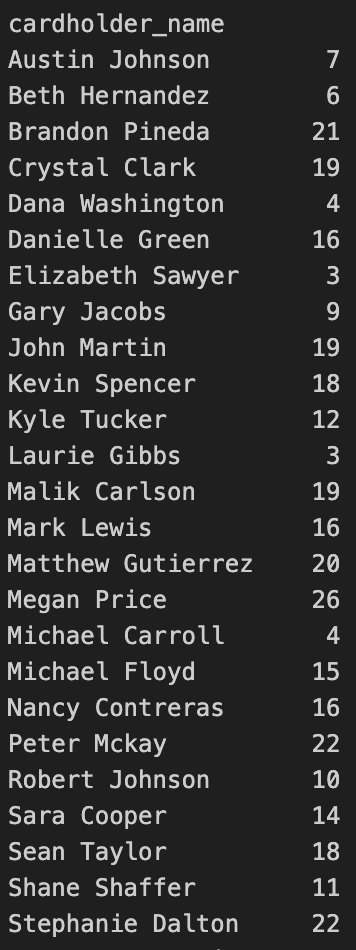 cardholder_name
Austin Johnson 7
Beth Hernandez 6
Brandon Pineda 21
Crystal Clark 19
Dana Washington 4
Danielle Green 16
Elizabeth Sawyer 3
Gary Jacobs 9
John Martin 19
Kevin Spencer 18
Kyle Tucker 12
Laurie Gibbs 3
Malik Carlson 19
Mark Lewis 16
Matthew Gutierrez 20
Megan Price 26
Michael Carroll 4
Michael Floyd 15
Nancy Contreras 16
Peter Mckay 22
Robert Johnson 10
Sara Cooper 14
Sean Taylor 18
Shane Shaffer 11
Stephanie Dalton 22